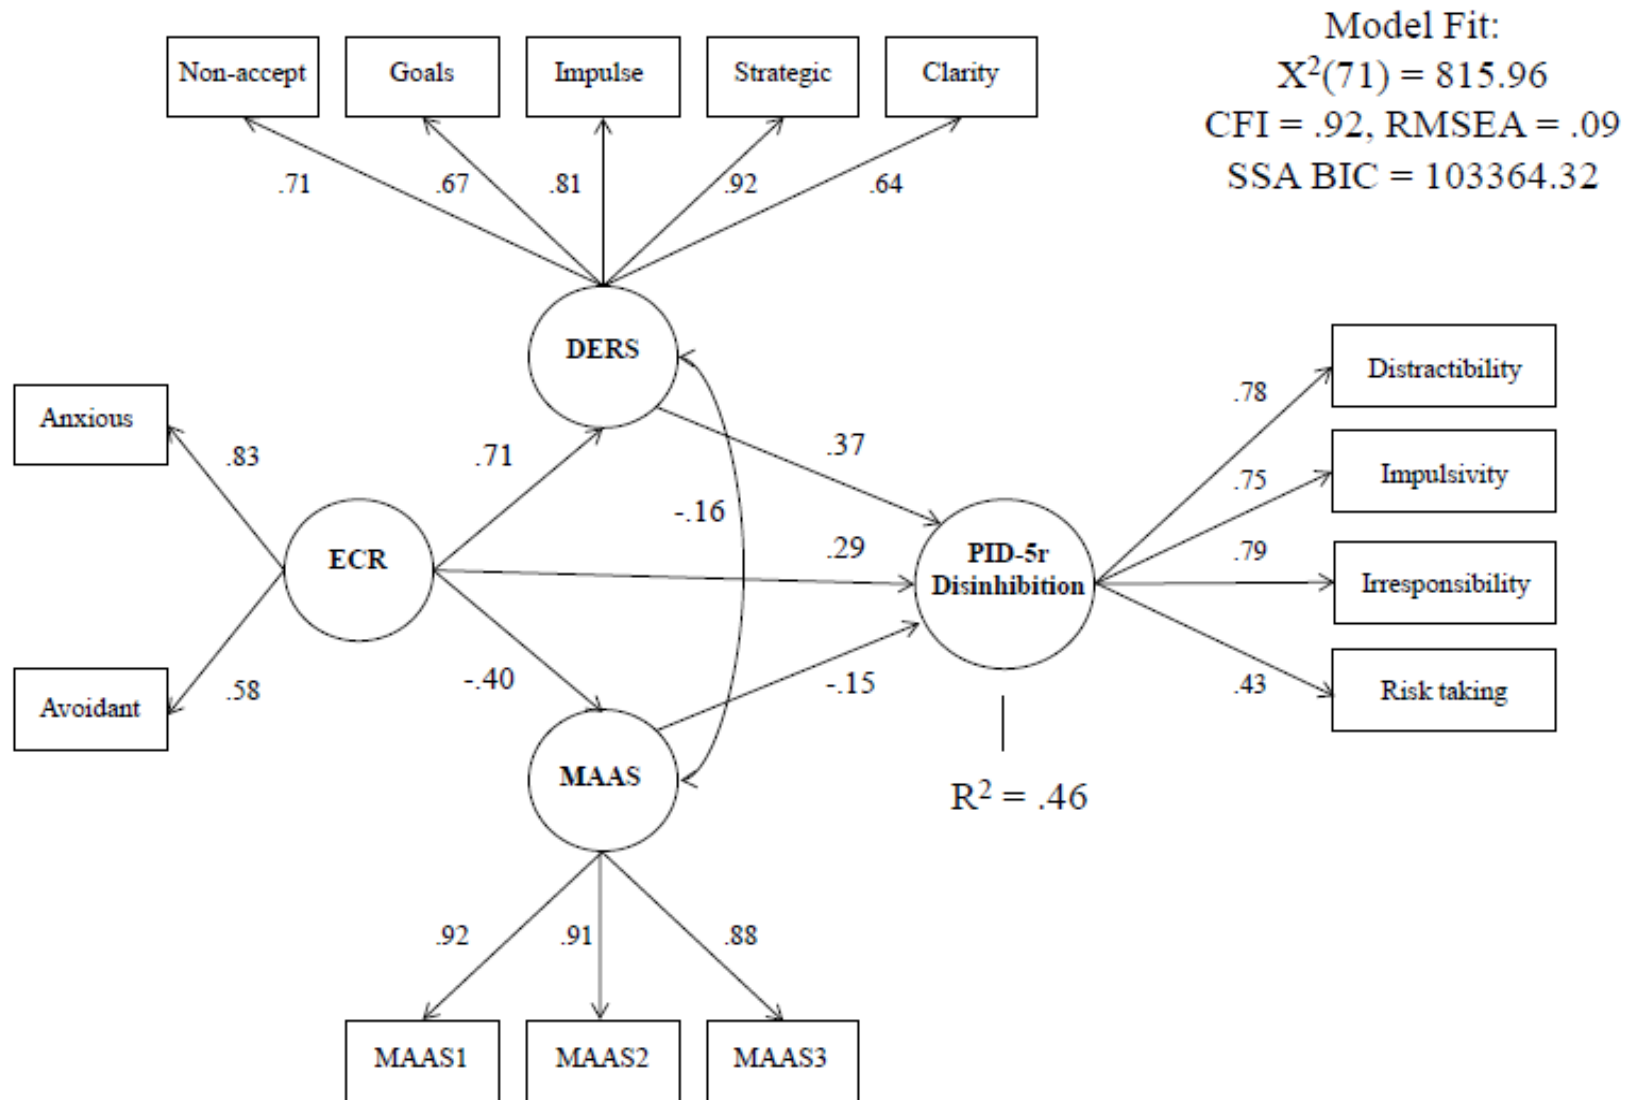 Model Fit:
X²(71) = 815.96
CFI = .92, RMSEA = .09
SSA BIC = 103364.32
Non-accept
Goals
Impulse
Strategic
Clarity
.71
.67
.81
.92
.64
DERS
Anxious
.83
.71
.37
-.16
ECR
.29
PID-5r
Disinhibition
Distractibility
.78
Impulsivity
.75
Irresponsibility
.79
Risk taking
.43
Avoidant
.58
-.40
-.15
MAAS
R² = .46
.92
.91
.88
MAAS1
MAAS2
MAAS3